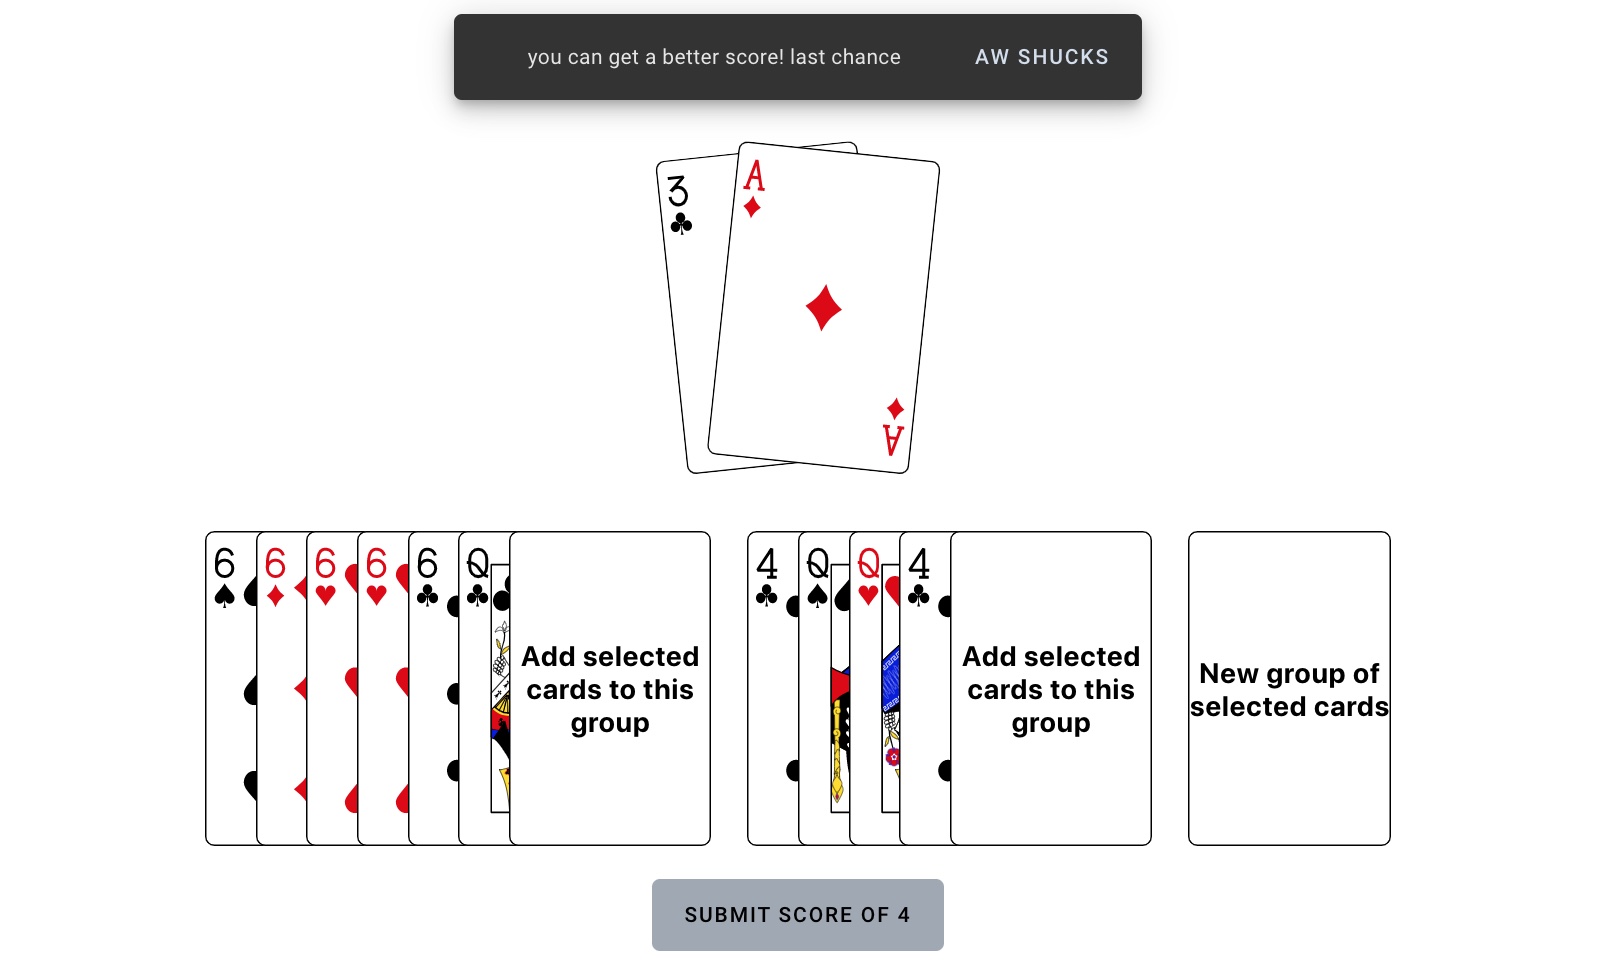 you can get a better score! last chance
AW SHUCKS
3
A
A
6
6
6
6
6
Q
Add selected
cards to this
group
4
Q
Q
4
Add selected
cards to this
group
New group of
selected cards
SUBMIT SCORE OF 4